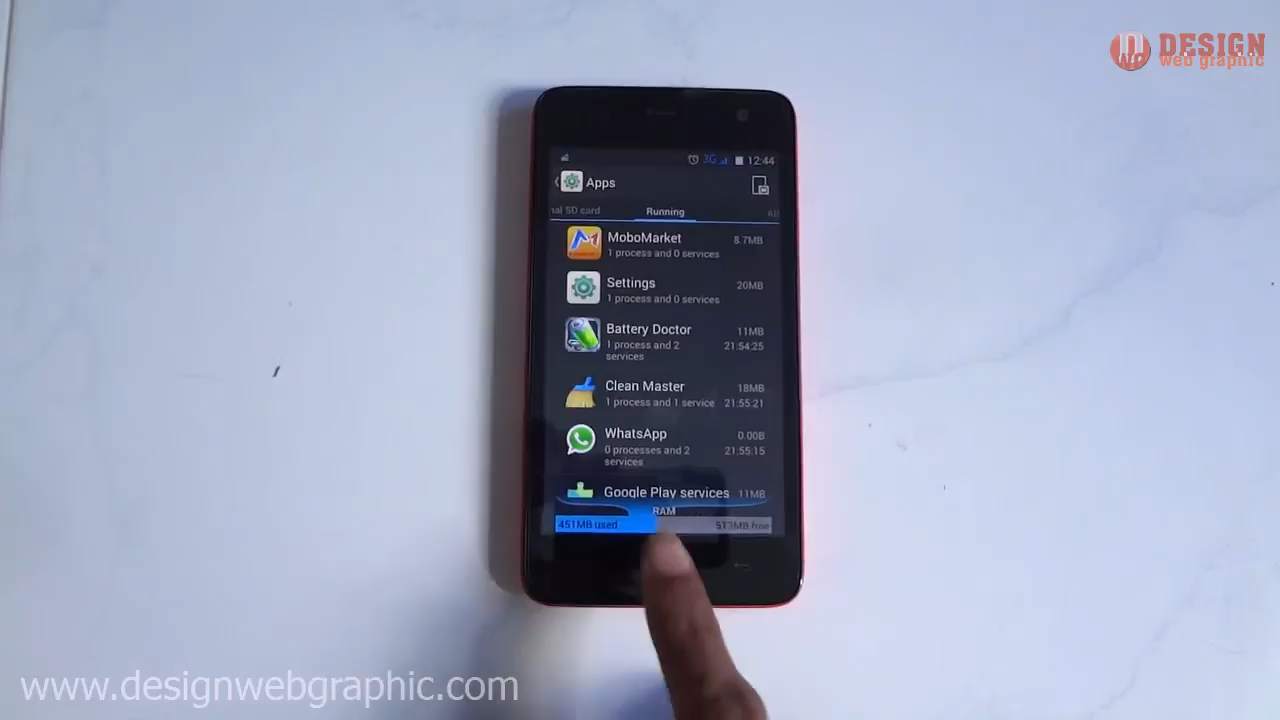 DESIGN
web graphic
3G 12:44
Apps
nal SD card Running All
MoboMarket 8.7MB
1 process and 0 services
Settings 20MB
1 process and 0 services
Battery Doctor 11MB
1 process and 2 21:54:25
services
Clean Master 18MB
1 process and 1 service 21:55:21
WhatsApp 0.00B
0 processes and 2 21:55:15
services
Google Play services 11MB
RAM
451MB used 513MB free
www.designwebgraphic.com